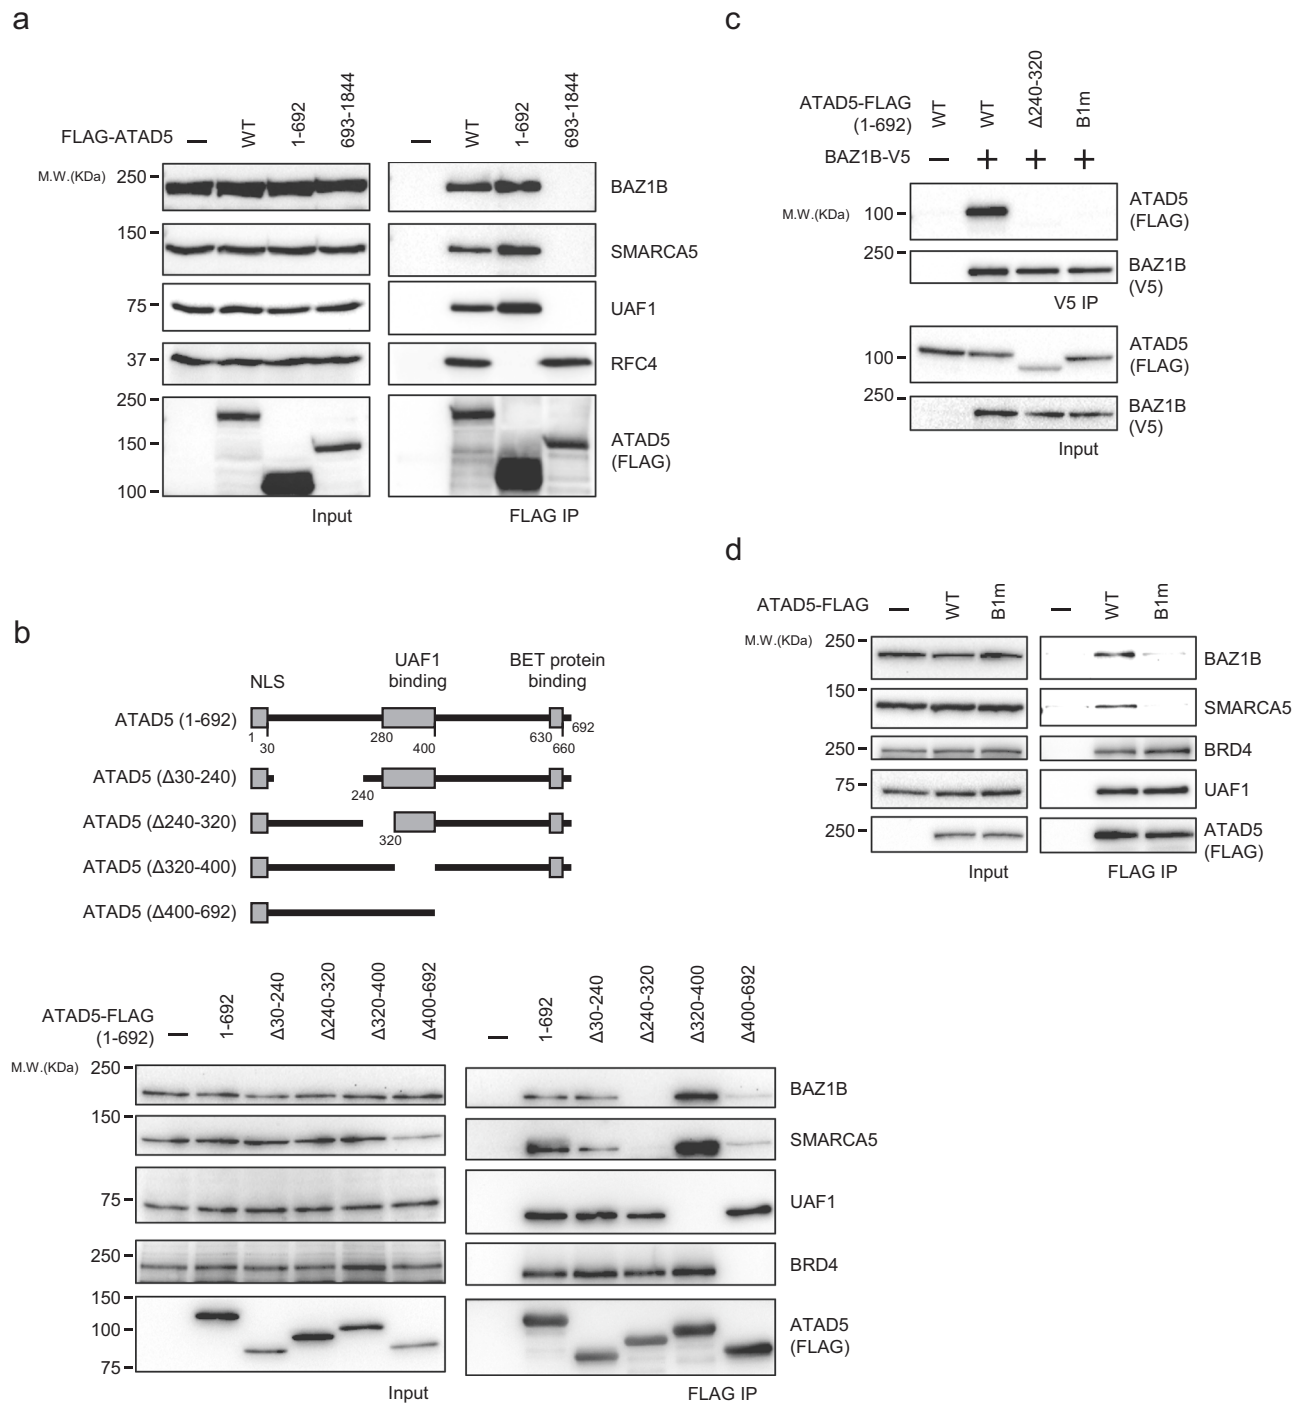 a
FLAG-ATAD5
—
WT
1-692
693-1844
—
WT
1-692
693-1844
M.W.(KDa)
250
BAZ1B
150
SMARCA5
75
UAF1
37
RFC4
250
150
100
ATAD5
(FLAG)
Input
FLAG IP
b
NLS
UAF1
binding
BET protein
binding
ATAD5 (1-692)
1
30
280
400
630
660
692
ATAD5 (Δ30-240)
240
ATAD5 (Δ240-320)
320
ATAD5 (Δ320-400)
ATAD5 (Δ400-692)
ATAD5-FLAG
(1-692)
—
1-692
Δ30-240
Δ240-320
Δ320-400
Δ400-692
—
1-692
Δ30-240
Δ240-320
Δ320-400
Δ400-692
M.W.(KDa)
250
BAZ1B
150
SMARCA5
75
UAF1
250
BRD4
150
100
75
ATAD5
(FLAG)
Input
FLAG IP
c
ATAD5-FLAG
(1-692)
WT
WT
Δ240-320
B1m
BAZ1B-V5
— + + +
M.W.(KDa)
100
ATAD5
(FLAG)
250
BAZ1B
(V5)
V5 IP
100
ATAD5
(FLAG)
250
BAZ1B
(V5)
Input
d
ATAD5-FLAG
—
WT
B1m
—
WT
B1m
M.W.(KDa)
250
BAZ1B
150
SMARCA5
250
BRD4
75
UAF1
250
ATAD5
(FLAG)
Input
FLAG IP